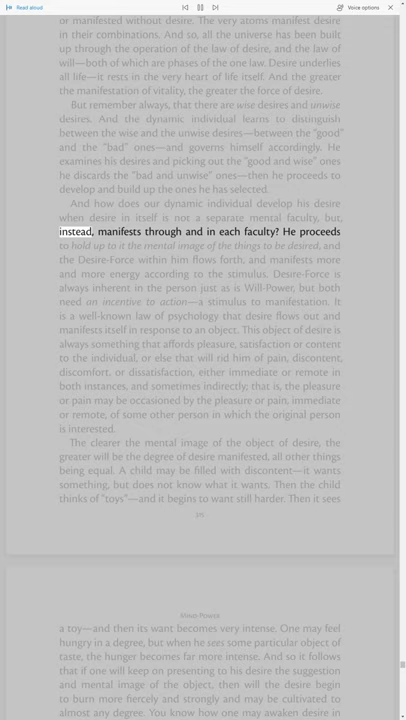 Read aloud
Voice options
or manifested without desire. The very atoms manifest desire
in their combinations. And so, all the universe has been built
up through the operation of the law of desire, and the law of
will—both of which are phases of the one law. Desire underlies
all life—it rests in the very heart of life itself. And the greater
the manifestation of vitality, the greater the force of desire.
But remember always, that there are wise desires and unwise
desires. And the dynamic individual learns to distinguish
between the wise and the unwise desires—between the "good"
and the "bad" ones—and governs himself accordingly. He
examines his desires and picking out the "good and wise" ones
he discards the "bad and unwise" ones—then he proceeds to
develop and build up the ones he has selected.
And how does our dynamic individual develop his desire
when desire in itself is not a separate mental faculty, but,
instead, manifests through and in each faculty? He proceeds
to hold up to it the mental image of the things to be desired, and
the Desire-Force within him flows forth, and manifests more
and more energy according to the stimulus. Desire-Force is
always inherent in the person just as is Will-Power, but both
need an incentive to action—a stimulus to manifestation. It
is a well-known law of psychology that desire flows out and
manifests itself in response to an object. This object of desire is
always something that affords pleasure, satisfaction or content
to the individual, or else that will rid him of pain, discontent,
discomfort, or dissatisfaction, either immediate or remote in
both instances, and sometimes indirectly; that is, the pleasure
or pain may be occasioned by the pleasure or pain, immediate
or remote, of some other person in which the original person
is interested.
The clearer the mental image of the object of desire, the
greater will be the degree of desire manifested, all other things
being equal. A child may be filled with discontent—it wants
something, but does not know what it wants. Then the child
thinks of "toys"—and it begins to want still harder. Then it sees
a toy—and then its want becomes very intense. One may feel
hungry in a degree, but when he sees some particular object of
taste, the hunger becomes far more intense. And so it follows
that if one will keep on presenting to his desire the suggestion
and mental image of the object, then will the desire begin
to burn more fiercely and strongly and may be cultivated to
almost any degree. You know how one may awaken desire in